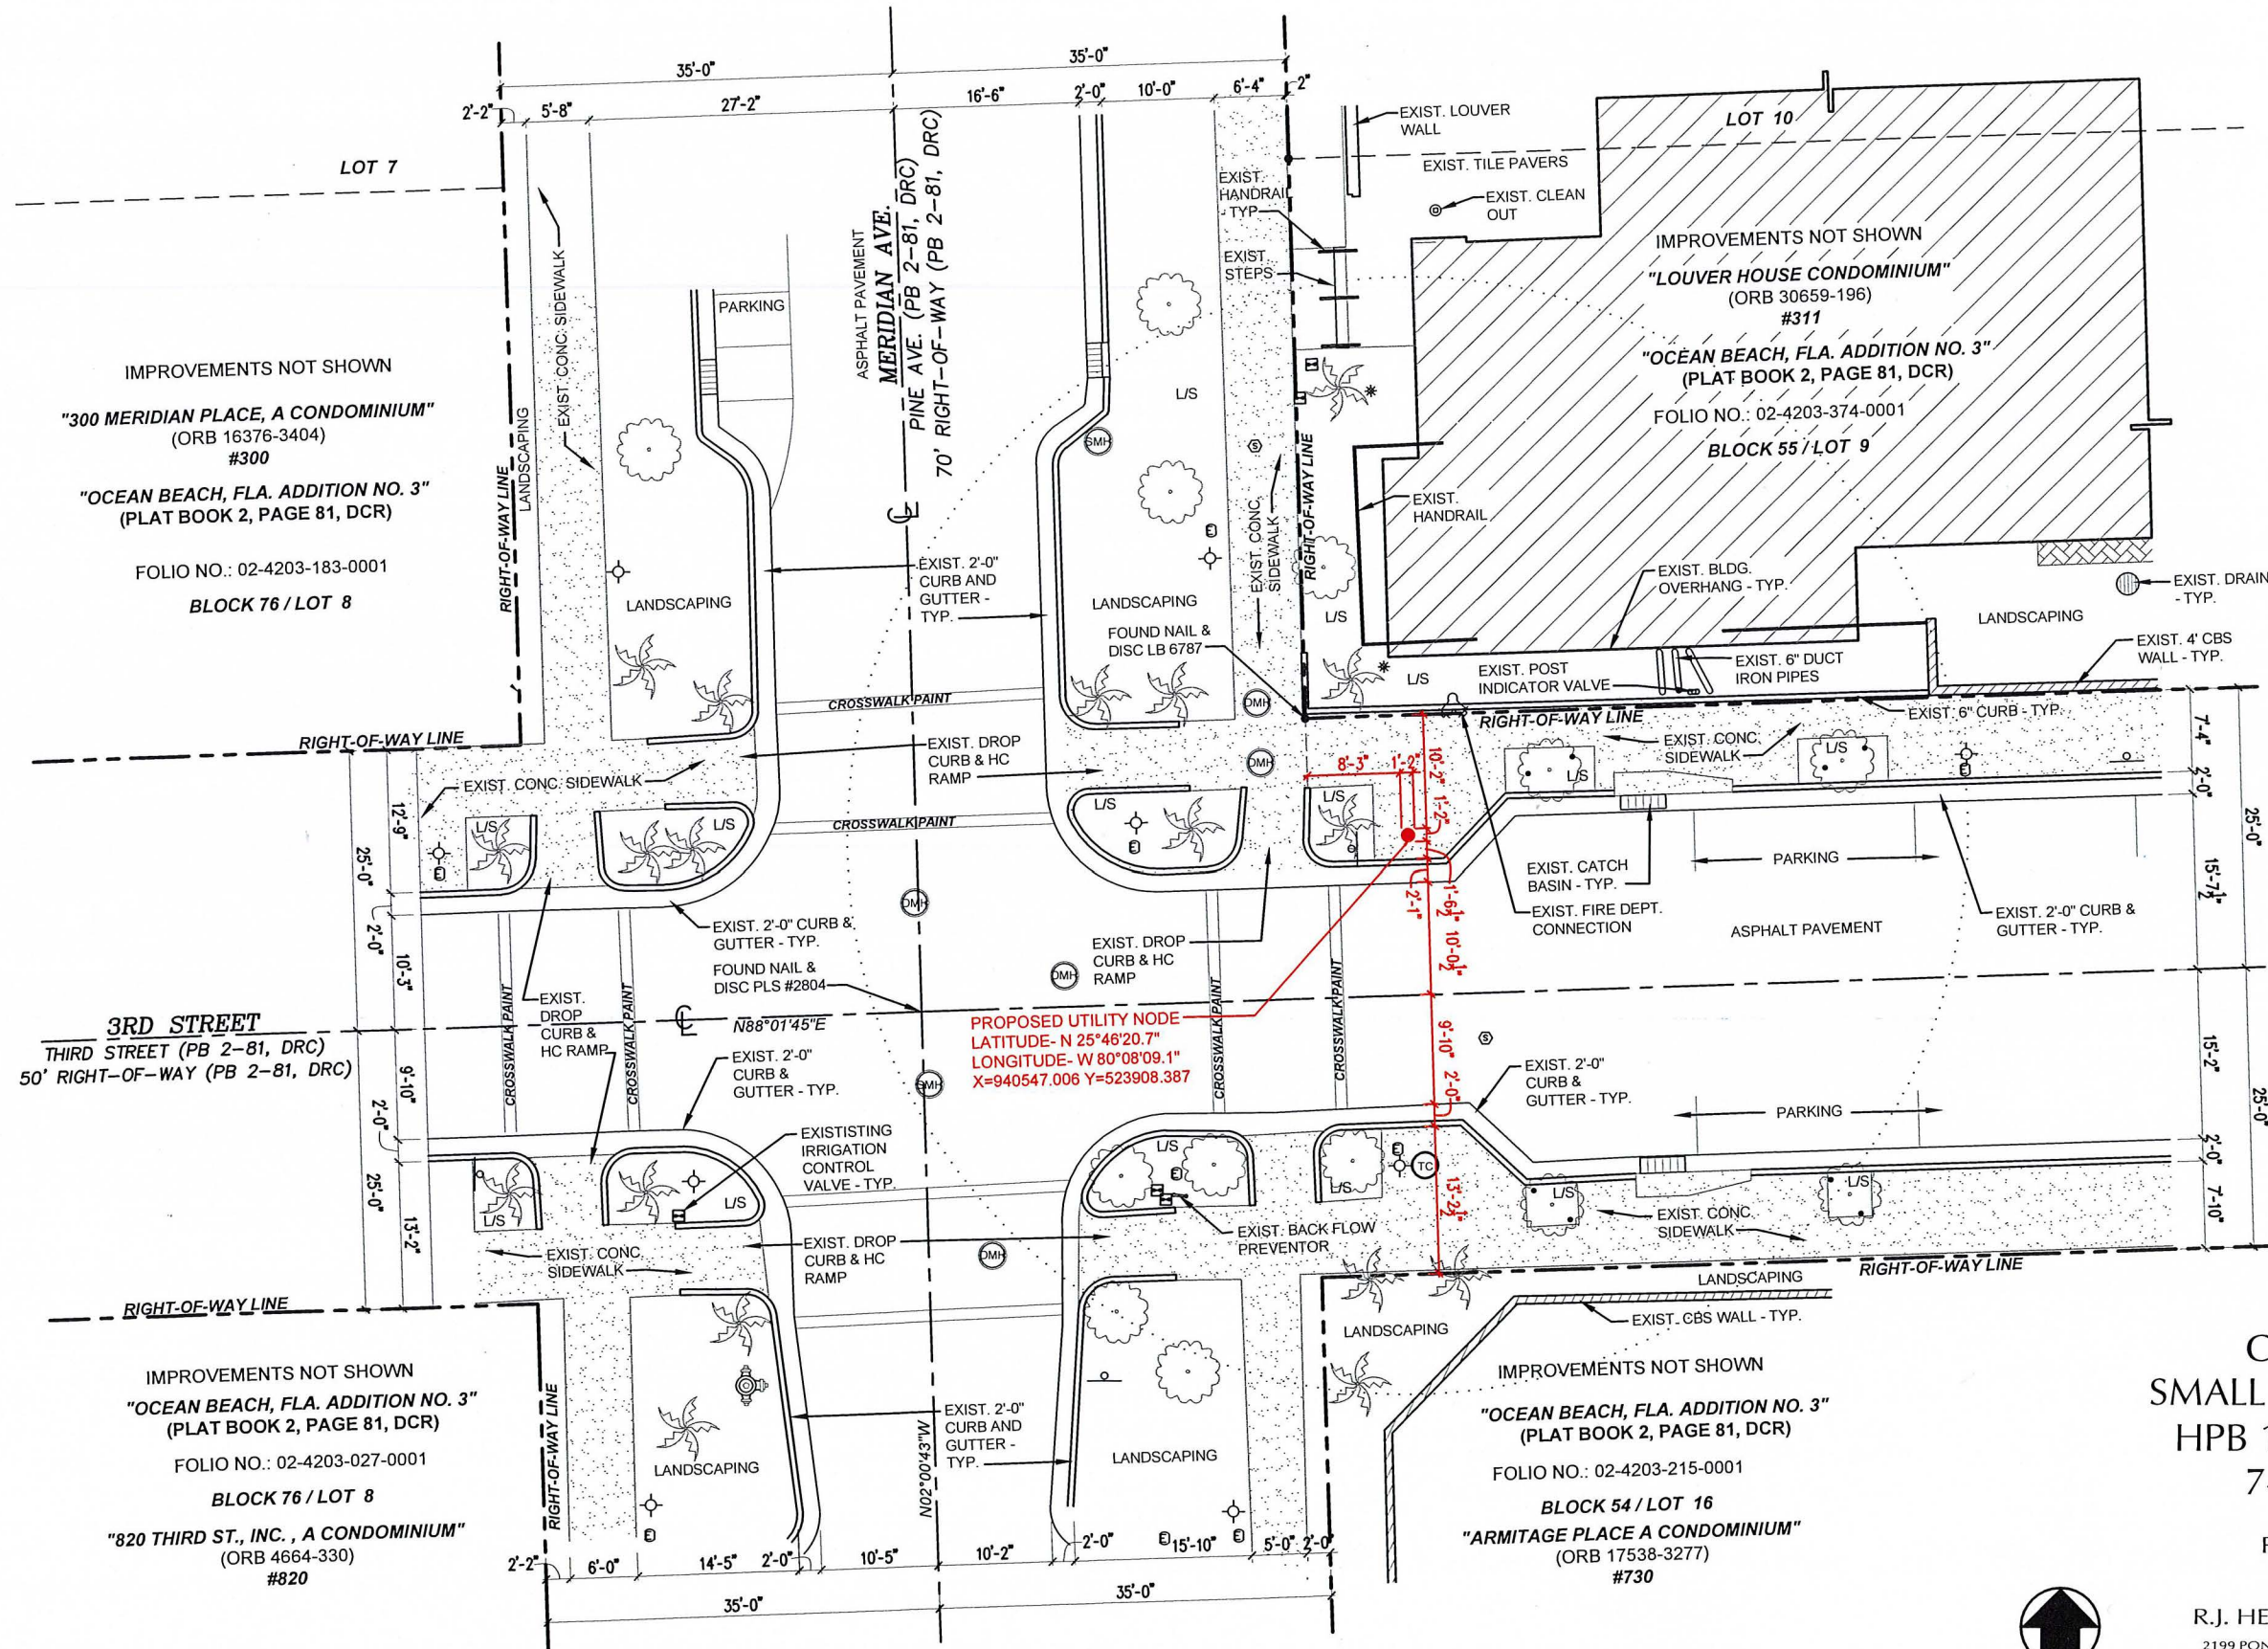 35'-0"
35'-0"
2'-2"
5'-8"
27'-2"
16'-6"
2'-0"
10'-0"
6'-4"
2"
LOT 7
LOT 10
EXIST. LOUVER
WALL
EXIST. TILE PAVERS
EXIST. CLEAN
OUT
EXIST.
HANDRAIL
- TYP.
EXIST.
STEPS
ASPHALT PAVEMENT
MERIDIAN AVE.
PINE AVE. (PB 2-81, DRC)
70' RIGHT-OF-WAY (PB 2-81, DRC)
PARKING
EXIST CONC. SIDEWALK
LANDSCAPING
RIGHT-OF-WAY LINE
IMPROVEMENTS NOT SHOWN
"300 MERIDIAN PLACE, A CONDOMINIUM"
(ORB 16376-3404)
#300
"OCEAN BEACH, FLA. ADDITION NO. 3"
(PLAT BOOK 2, PAGE 81, DCR)
FOLIO NO.: 02-4203-183-0001
BLOCK 76 / LOT 8
IMPROVEMENTS NOT SHOWN
"LOUVER HOUSE CONDOMINIUM"
(ORB 30659-196)
#311
"OCEAN BEACH, FLA. ADDITION NO. 3"
(PLAT BOOK 2, PAGE 81, DCR)
FOLIO NO.: 02-4203-374-0001
BLOCK 55 / LOT 9
L/S
SMH
EXIST. CONC.
SIDEWALK
RIGHT-OF-WAY LINE
EXIST.
HANDRAIL
EXIST. 2'-0"
CURB AND
GUTTER -
TYP.
LANDSCAPING
LANDSCAPING
FOUND NAIL &
DISC LB 6787
L/S
EXIST. BLDG.
OVERHANG - TYP.
EXIST. DRAIN
- TYP.
LANDSCAPING
EXIST. 4' CBS
WALL - TYP.
L/S
EXIST. POST
INDICATOR VALVE
EXIST. 6" DUCT
IRON PIPES
RIGHT-OF-WAY LINE
EXIST. 6" CURB - TYP.
CROSSWALK PAINT
DMH
RIGHT-OF-WAY LINE
EXIST. DROP
CURB & HC
RAMP
DMH
EXIST. CONC.
SIDEWALK
L/S
L/S
7'-4"
2'-0"
25'-0"
15'-7½"
EXIST. CONC. SIDEWALK
8'-3"
1'-2"
10'-2"
1'-2"
12'-9"
25'-0"
2'-0"
10'-3"
L/S
L/S
CROSSWALK PAINT
L/S
L/S
PARKING
EXIST. CATCH
BASIN - TYP.
EXIST. FIRE DEPT.
CONNECTION
ASPHALT PAVEMENT
EXIST. 2'-0" CURB &
GUTTER - TYP.
1'-6½"
2'-1"
10'-0½"
DMH
EXIST. 2'-0" CURB &
GUTTER - TYP.
FOUND NAIL &
DISC PLS #2804
EXIST. DROP
CURB & HC
RAMP
DMH
CROSSWALK PAINT
CROSSWALK PAINT
CROSSWALK PAINT
CROSSWALK PAINT
EXIST.
DROP
CURB &
HC RAMP
3RD STREET
THIRD STREET (PB 2-81, DRC)
50' RIGHT-OF-WAY (PB 2-81, DRC)
N88°01'45"E
PROPOSED UTILITY NODE
LATITUDE- N 25°46'20.7"
LONGITUDE- W 80°08'09.1"
X=940547.006 Y=523908.387
9'-10"
2'-0"
13'-2½"
EXIST. 2'-0"
CURB &
GUTTER - TYP.
SMH
EXIST. 2'-0"
CURB &
GUTTER - TYP.
PARKING
15'-2"
25'-0"
2'-0"
7'-10"
9'-10"
2'-0"
25'-0"
13'-2"
EXISTISTING
IRRIGATION
CONTROL
VALVE - TYP.
L/S
L/S
L/S
L/S
TC
L/S
L/S
EXIST. CONC.
SIDEWALK
EXIST. BACK FLOW
PREVENTOR
EXIST. CONC.
SIDEWALK
EXIST. DROP
CURB & HC
RAMP
DMH
RIGHT-OF-WAY LINE
LANDSCAPING
RIGHT-OF-WAY LINE
EXIST. CBS WALL - TYP.
LANDSCAPING
IMPROVEMENTS NOT SHOWN
"OCEAN BEACH, FLA. ADDITION NO. 3"
(PLAT BOOK 2, PAGE 81, DCR)
FOLIO NO.: 02-4203-027-0001
BLOCK 76 / LOT 8
"820 THIRD ST., INC. , A CONDOMINIUM"
(ORB 4664-330)
#820
RIGHT-OF-WAY LINE
LANDSCAPING
N02°00'43"W
EXIST. 2'-0"
CURB AND
GUTTER -
TYP.
LANDSCAPING
IMPROVEMENTS NOT SHOWN
"OCEAN BEACH, FLA. ADDITION NO. 3"
(PLAT BOOK 2, PAGE 81, DCR)
FOLIO NO.: 02-4203-215-0001
BLOCK 54 / LOT 16
"ARMITAGE PLACE A CONDOMINIUM"
(ORB 17538-3277)
#730
2'-2"
6'-0"
14'-5"
2'-0"
10'-5"
10'-2"
2'-0"
15'-10"
5'-0"
2'-0"
35'-0"
35'-0"
SMALL
HPB
R.J. HE
2199 PON